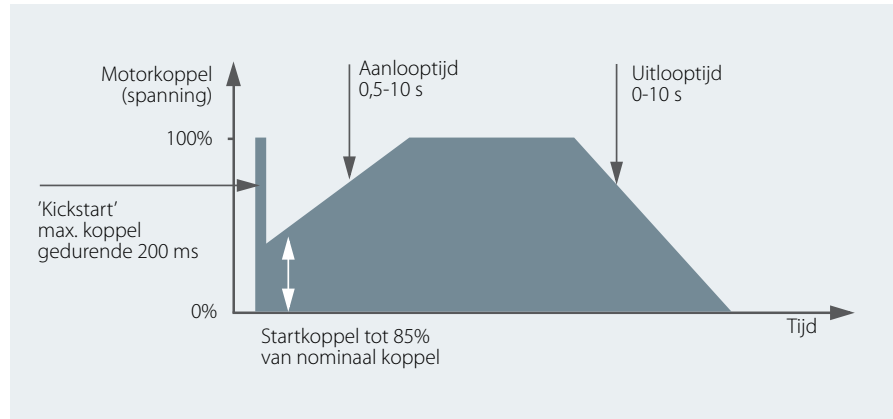 Motorkoppel
(spanning)
Aanlooptijd
0,5-10 s
Uitlooptijd
0-10 s
100%
'Kickstart'
max. koppel
gedurende 200 ms
0%
Startkoppel tot 85%
van nominaal koppel
Tijd